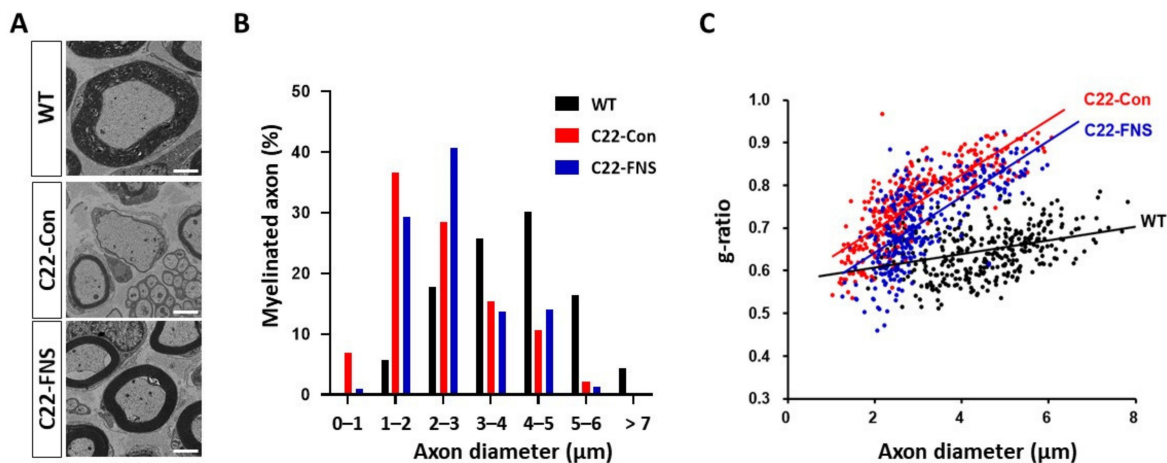 A
WT
C22-Con
C22-FNS
B
Myelinated axon (%)
50
40
30
20
10
0
WT
C22-Con
C22-FNS
0–1 1–2 2–3 3–4 4–5 5–6 > 7
Axon diameter (µm)
C
g-ratio
1.0
0.9
0.8
0.7
0.6
0.5
0.4
0.3
C22-Con
C22-FNS
WT
0 2 4 6 8
Axon diameter (µm)